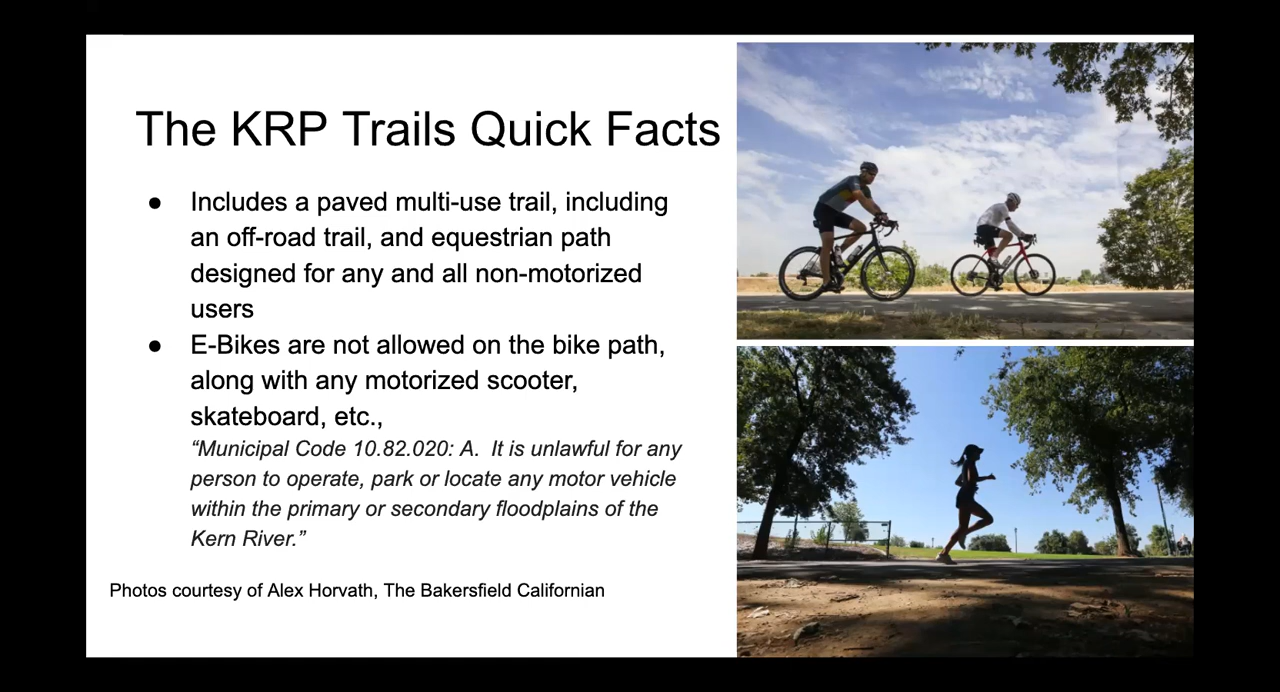 The KRP Trails Quick Facts
● Includes a paved multi-use trail, including
an off-road trail, and equestrian path
designed for any and all non-motorized
users
● E-Bikes are not allowed on the bike path,
along with any motorized scooter,
skateboard, etc.,
“Municipal Code 10.82.020: A.  It is unlawful for any
person to operate, park or locate any motor vehicle
within the primary or secondary floodplains of the
Kern River.”
Photos courtesy of Alex Horvath, The Bakersfield Californian